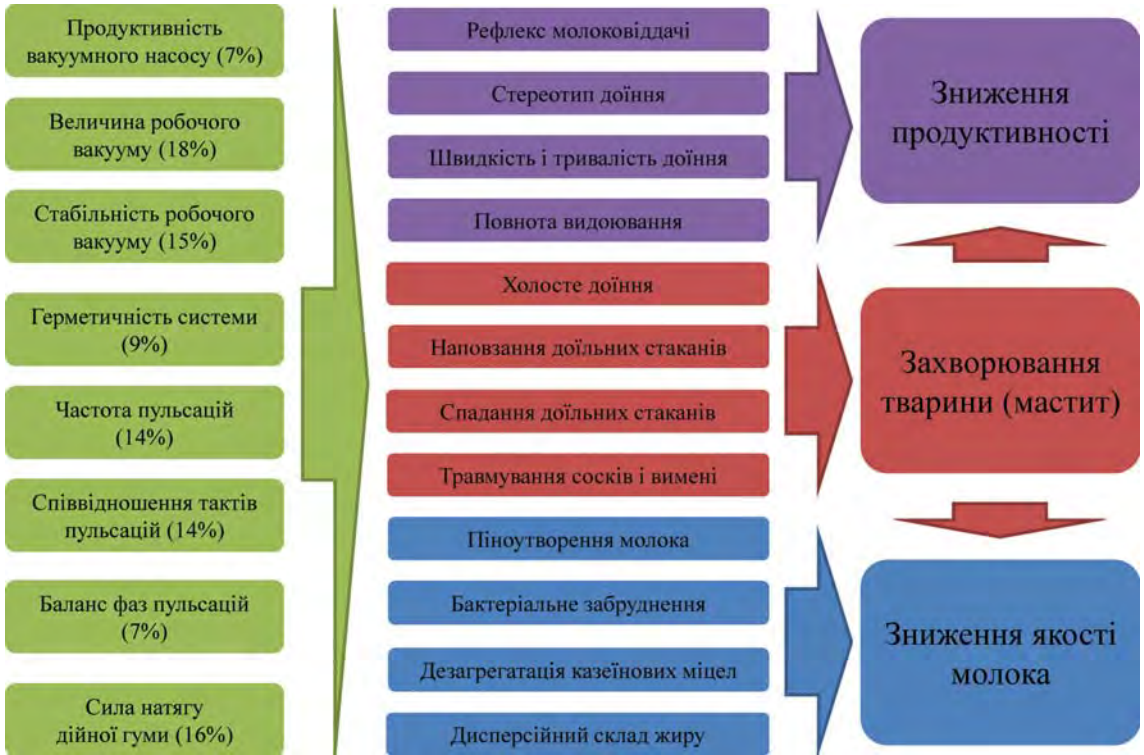 Продуктивність
вакуумного насосу (7%)
Величина робочого
вакууму (18%)
Стабільність робочого
вакууму (15%)
Герметичність системи
(9%)
Частота пульсацій
(14%)
Співвідношення тактів
пульсацій (14%)
Баланс фаз пульсацій
(7%)
Сила натягу
дійної гуми (16%)
Рефлекс молоковіддачі
Стереотип доїння
Швидкість і тривалість доїння
Повнота видоювання
Холосте доїння
Наповзання доїльних стаканів
Спадання доїльних стаканів
Травмування сосків і вимені
Піноутворення молока
Бактеріальне забруднення
Дезагрегатація казеїнових міцел
Дисперсійний склад жиру
Зниження
продуктивності
Захворювання
тварини (мастит)
Зниження якості
молока